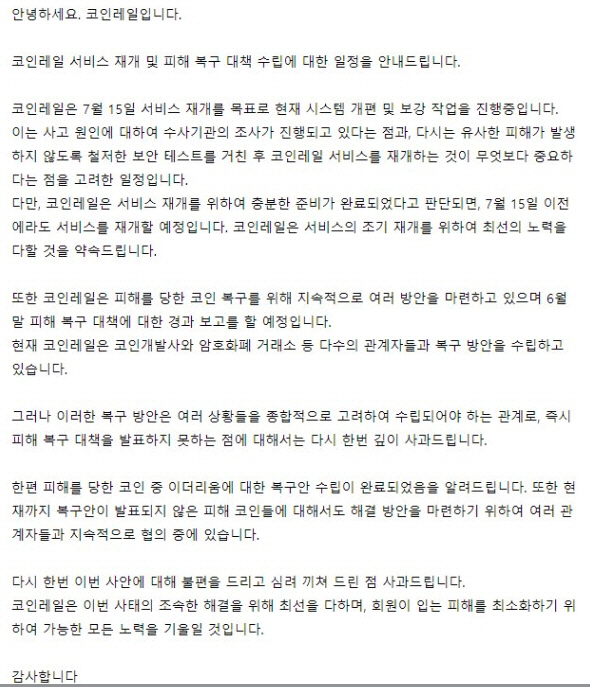 안녕하세요. 코인레일입니다.
코인레일 서비스 재개 및 피해 복구 대책 수립에 대한 일정을 안내드립니다.
코인레일은 7월 15일 서비스 재개를 목표로 현재 시스템 개편 및 보강 작업을 진행중입니다.
이는 사고 원인에 대하여 수사기관의 조사가 진행되고 있다는 점과, 다시는 유사한 피해가 발생
하지 않도록 철저한 보안 테스트를 거친 후 코인레일 서비스를 재개하는 것이 무엇보다 중요하
다는 점을 고려한 일정입니다.
다만, 코인레일은 서비스 재개를 위하여 충분한 준비가 완료되었다고 판단되면, 7월 15일 이전
에라도 서비스를 재개할 예정입니다. 코인레일은 서비스의 조기 재개를 위하여 최선의 노력을
다할 것을 약속드립니다.
또한 코인레일은 피해를 당한 코인 복구를 위해 지속적으로 여러 방안을 마련하고 있으며 6월
말 피해 복구 대책에 대한 경과 보고를 할 예정입니다.
현재 코인레일은 코인개발사와 암호화폐 거래소 등 다수의 관계자들과 복구 방안을 수립하고
있습니다.
그러나 이러한 복구 방안은 여러 상황들을 종합적으로 고려하여 수립되어야 하는 관계로, 즉시
피해 복구 대책을 발표하지 못하는 점에 대해서는 다시 한번 깊이 사과드립니다.
한편 피해를 당한 코인 중 이더리움에 대한 복구안 수립이 완료되었음을 알려드립니다. 또한 현
재까지 복구안이 발표되지 않은 피해 코인들에 대해서도 해결 방안을 마련하기 위하여 여러 관
계자들과 지속적으로 협의 중에 있습니다.
다시 한번 이번 사안에 대해 불편을 드리고 심려 끼쳐 드린 점 사과드립니다.
코인레일은 이번 사태의 조속한 해결을 위해 최선을 다하며, 회원이 입는 피해를 최소화하기 위
하여 가능한 모든 노력을 기울일 것입니다.
감사합니다